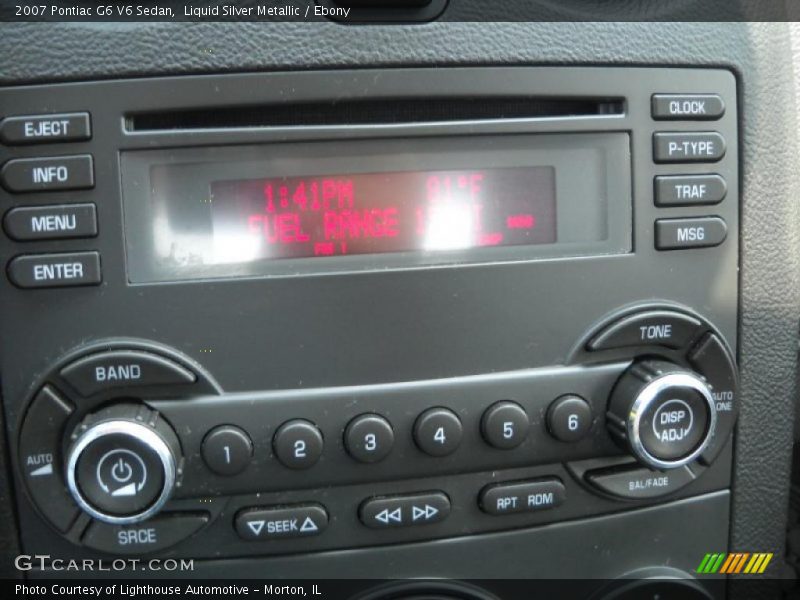 2007 Pontiac G6 V6 Sedan,  Liquid Silver Metallic / Ebony
EJECT
CLOCK
INFO
P-TYPE
MENU
TRAF
ENTER
MSG
1:41PM
FUEL RANGE
TONE
BAND
AUTO TONE
DISP
ADJ
AUTO
1 2 3 4 5 6
BAL/FADE
RPT RDM
SEEK
SRCE
GTCARLOT.COM
Photo Courtesy of Lighthouse Automotive - Morton, IL